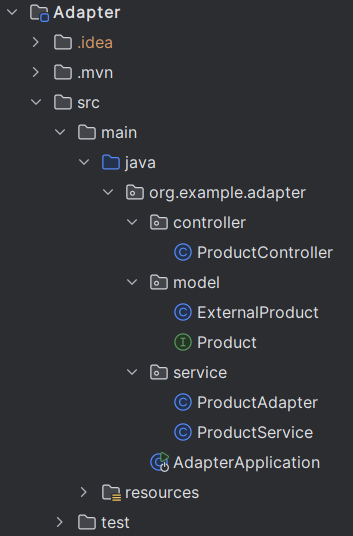 Adapter
.idea
.mvn
src
main
java
org.example.adapter
controller
C ProductController
model
C ExternalProduct
I Product
service
C ProductAdapter
C ProductService
C AdapterApplication
resources
test